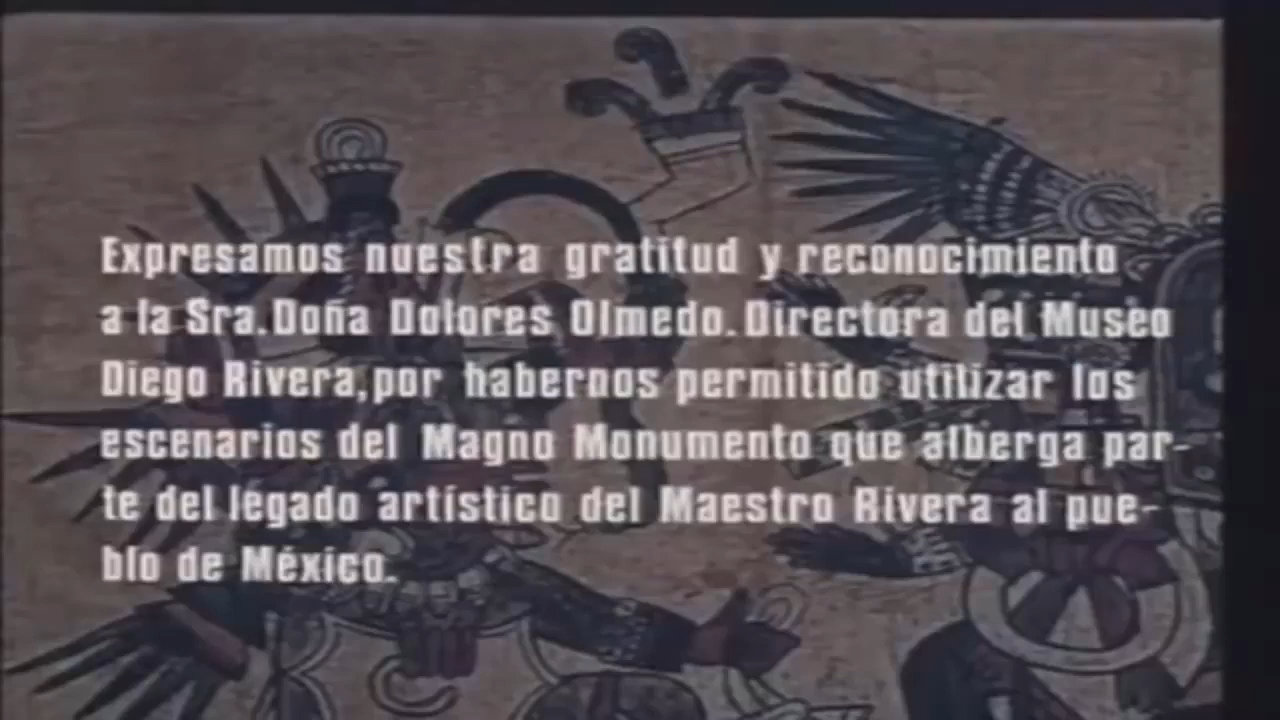 Expresamos nuestra gratitud y reconocimiento
a la Sra.Doña Dolores Olmedo.Directora del Museo
Diego Rivera,por habernos permitido utilizar los
escenarios del Magno Monumento que alberga par-
te del legado artístico del Maestro Rivera al pue-
blo de México.